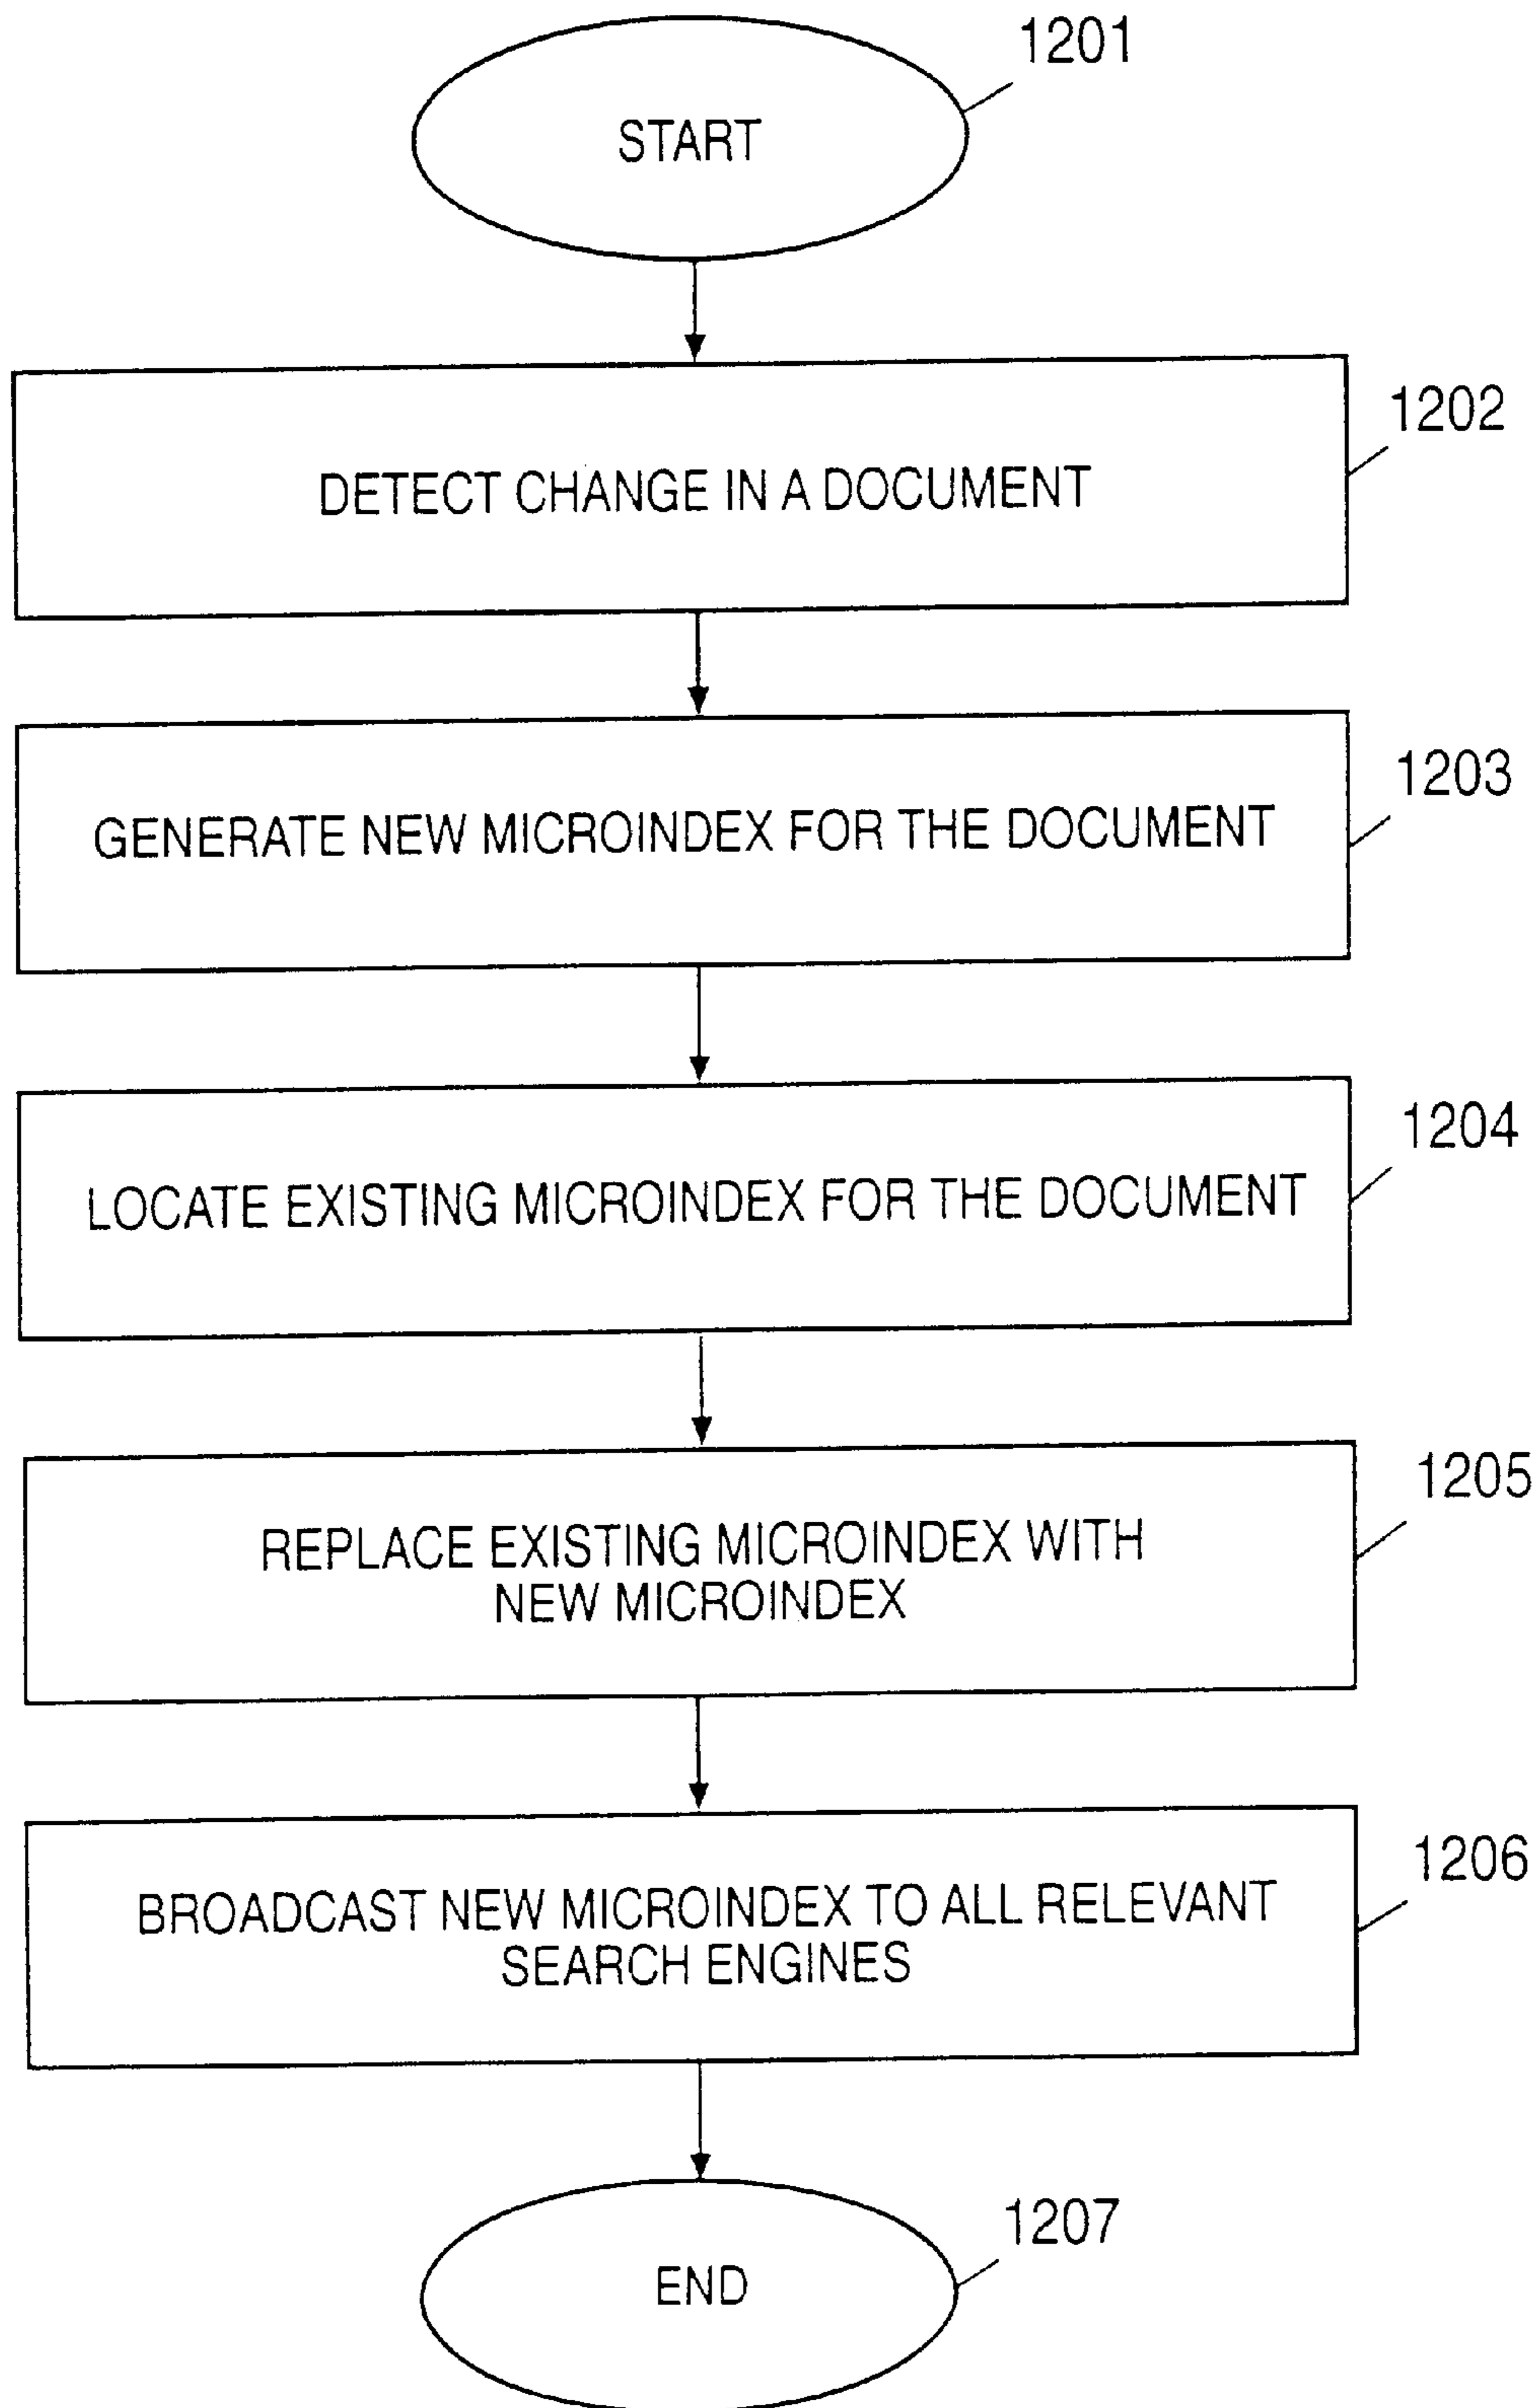 1201
START
1202
DETECT CHANGE IN A DOCUMENT
1203
GENERATE NEW MICROINDEX FOR THE DOCUMENT
1204
LOCATE EXISTING MICROINDEX FOR THE DOCUMENT
1205
REPLACE EXISTING MICROINDEX WITH
NEW MICROINDEX
1206
BROADCAST NEW MICROINDEX TO ALL RELEVANT
SEARCH ENGINES
1207
END